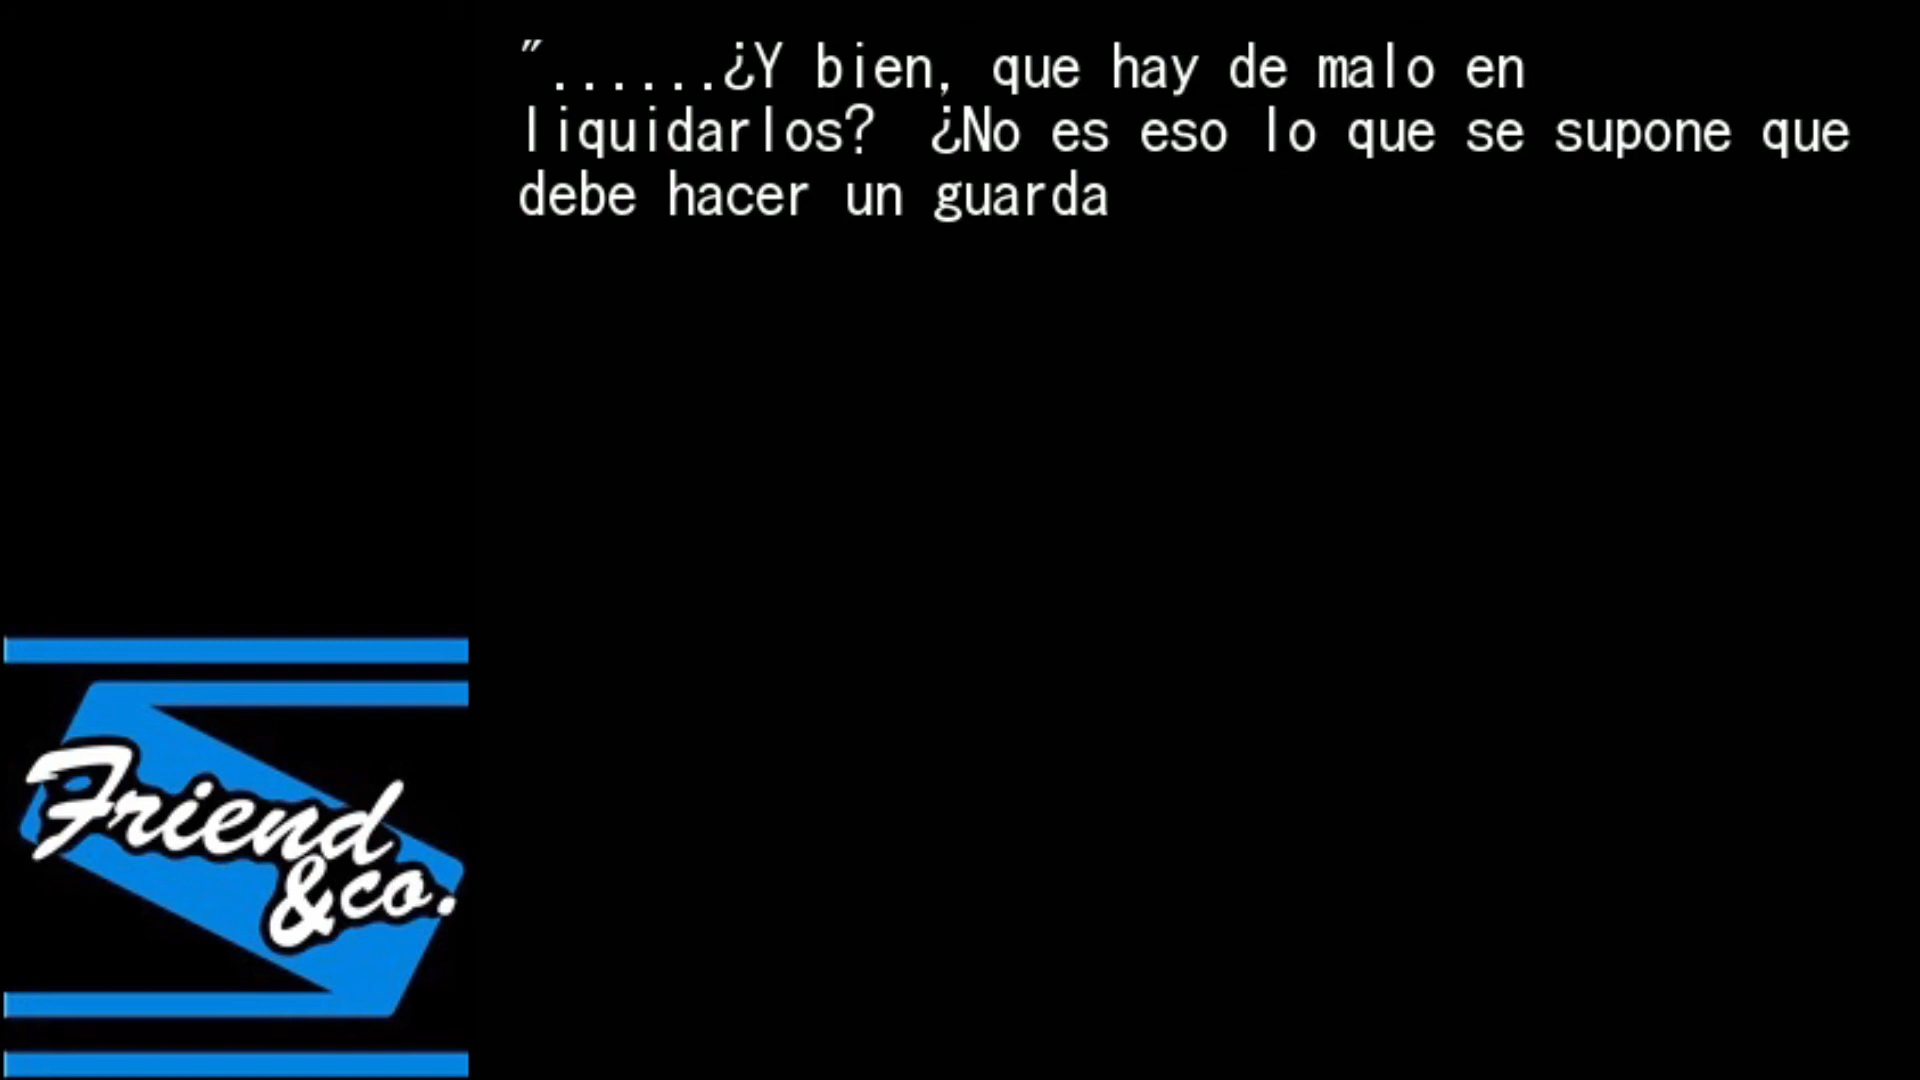 "......¿Y bien, que hay de malo en
liquidarlos? ¿No es eso lo que se supone que
debe hacer un guarda
Friend
&co.